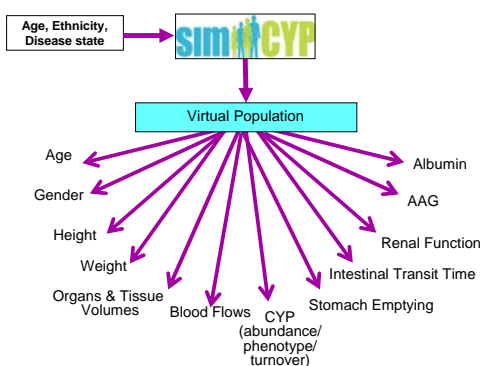 Age, Ethnicity,
Disease state
simCYP
Virtual Population
Age
Gender
Height
Weight
Organs & Tissue
Volumes
Blood Flows
CYP
(abundance/
phenotype/
turnover)
Stomach Emptying
Intestinal Transit Time
Renal Function
AAG
Albumin